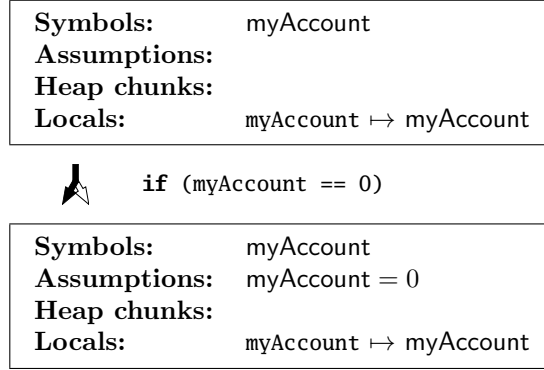 Symbols: myAccount
Assumptions:
Heap chunks:
Locals: myAccount ↦ myAccount
if (myAccount == 0)
Symbols: myAccount
Assumptions: myAccount = 0
Heap chunks:
Locals: myAccount ↦ myAccount